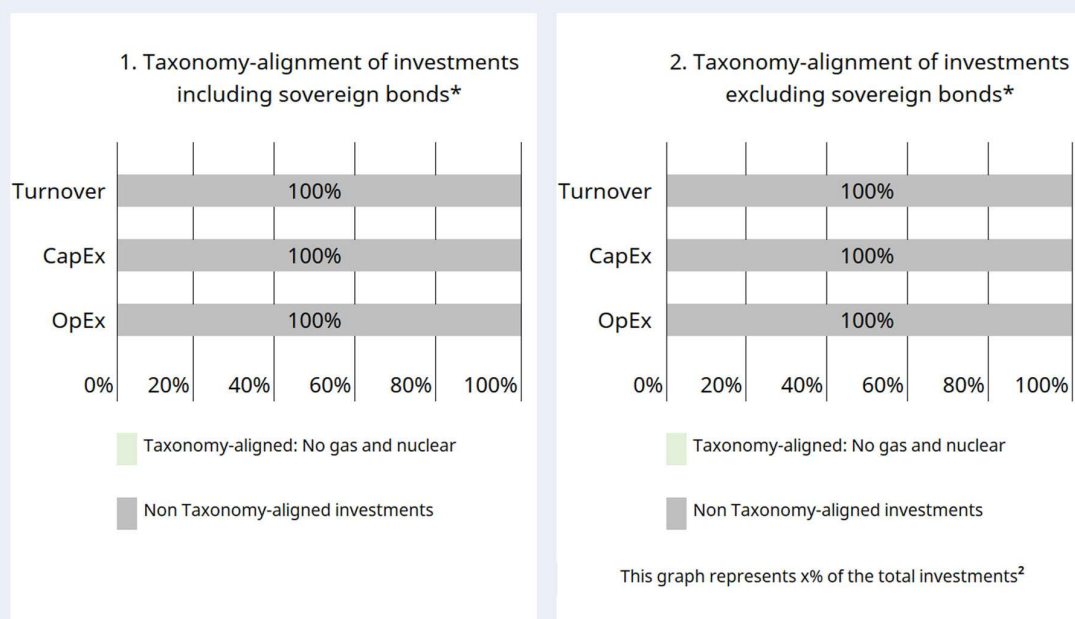 1. Taxonomy-alignment of investments
including sovereign bonds*
Turnover
100%
CapEx
100%
OpEx
100%
0% 20% 40% 60% 80% 100%
Taxonomy-aligned: No gas and nuclear
Non Taxonomy-aligned investments
2. Taxonomy-alignment of investments
excluding sovereign bonds*
Turnover
100%
CapEx
100%
OpEx
100%
0% 20% 40% 60% 80% 100%
Taxonomy-aligned: No gas and nuclear
Non Taxonomy-aligned investments
This graph represents x% of the total investments²